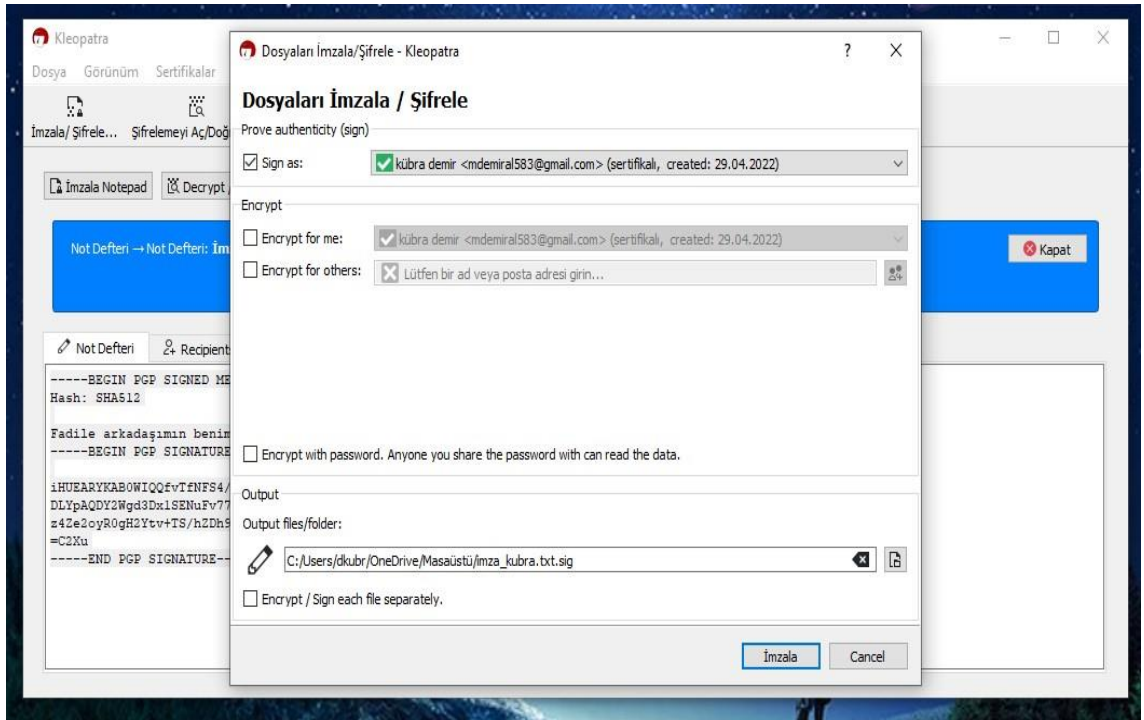 Kleopatra
Dosya Görünüm Sertifikalar
İmzala/Şifrele... Şifrelemeyi Aç/Doğ
İmzala Notepad Decrypt
Not Defteri → Not Defteri: İm
Kapat
Not Defteri Recipient
-----BEGIN PGP SIGNED ME
Hash: SHA512
Fadile arkadaşımın benim
-----BEGIN PGP SIGNATURE
iHUEARYKAB0WIQQfvTfNFS4/
DLYpAQDY2Wgd3Dx1SENuFv77
z4Ze2oyR0gH2Ytv+TS/hZDh9
=C2Xu
-----END PGP SIGNATURE--
Dosyaları İmzala/Şifrele - Kleopatra ? X
Dosyaları İmzala / Şifrele
Prove authenticity (sign)
Sign as: kübra demir <mdemiral583@gmail.com> (sertifikalı, created: 29.04.2022)
Encrypt
Encrypt for me: kübra demir <mdemiral583@gmail.com> (sertifikalı, created: 29.04.2022)
Encrypt for others: Lütfen bir ad veya posta adresi girin...
Encrypt with password. Anyone you share the password with can read the data.
Output
Output files/folder:
C:/Users/dkubr/OneDrive/Masaüstü/imza_kubra.txt.sig
Encrypt / Sign each file separately.
İmzala Cancel